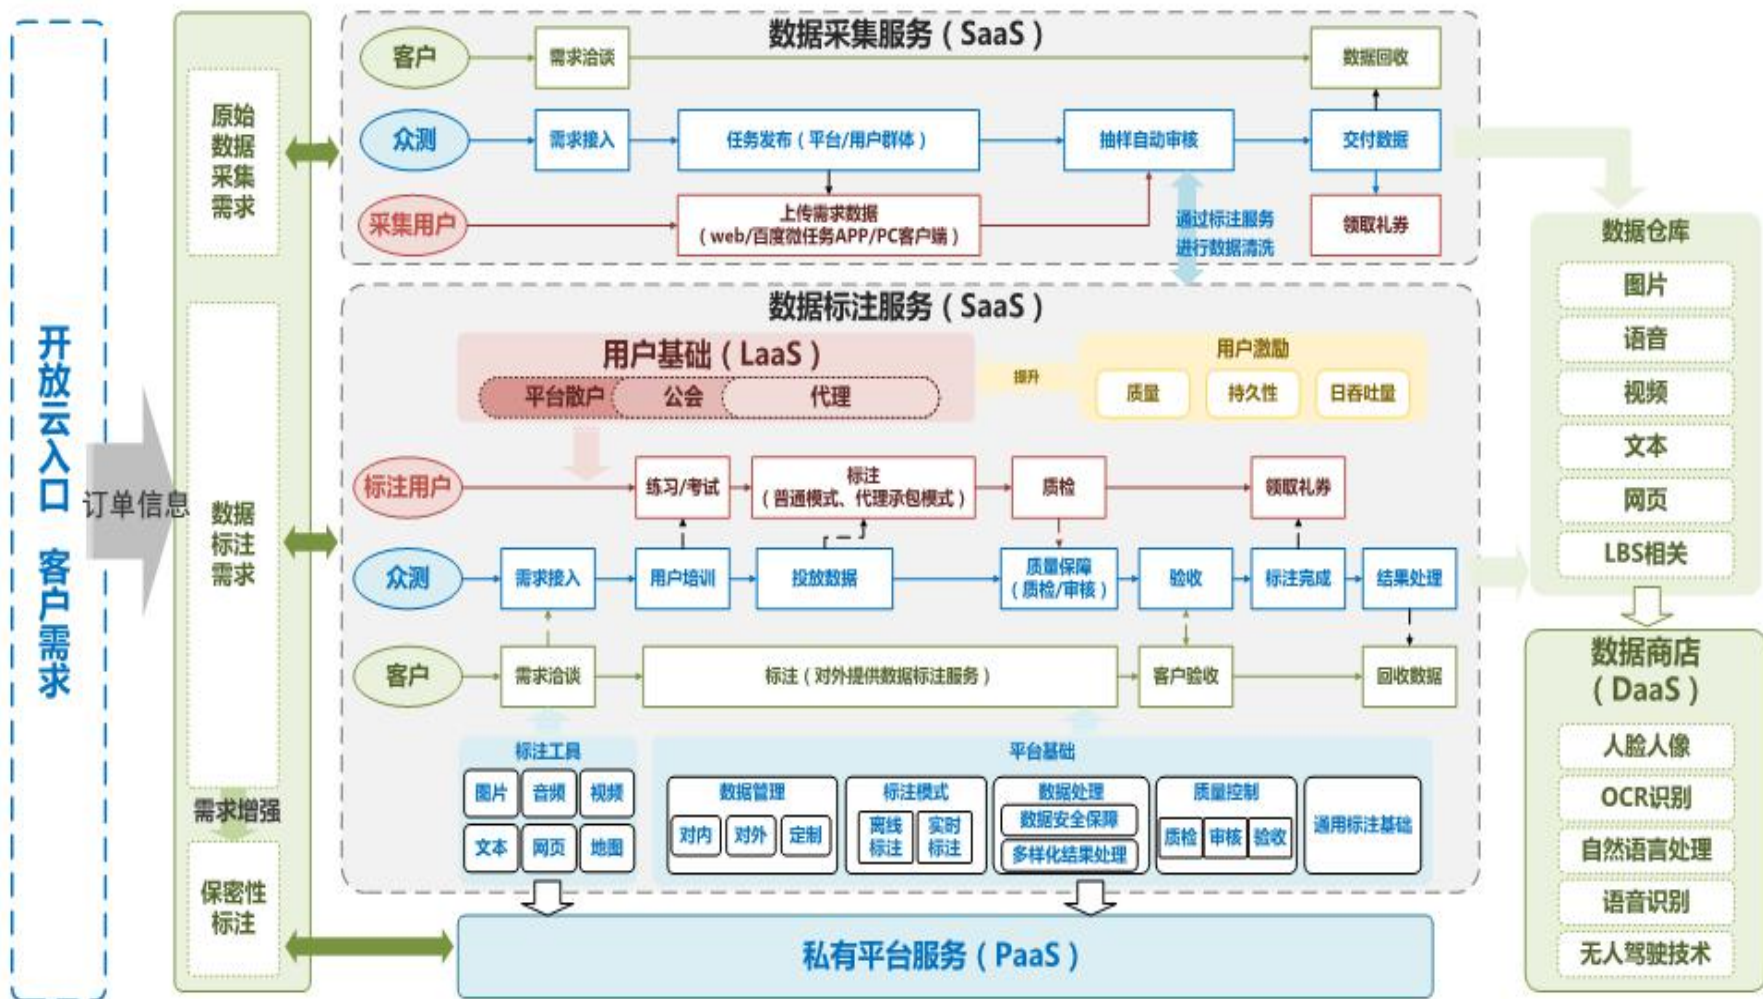 开放云入口 客户需求
订单信息
原始
数据
采集
需求
数据
标注
需求
需求增强
保密性
标注
数据采集服务（SaaS）
客户
需求洽谈
数据回收
众测
需求接入
任务发布（平台/用户群体）
抽样自动审核
交付数据
采集用户
上传需求数据
（web/百度微任务APP/PC客户端）
通过标注服务
进行数据清洗
领取礼券
数据标注服务（SaaS）
用户基础（LaaS）
平台散户
公会
代理
提升
用户激励
质量
持久性
日吞吐量
标注用户
练习/考试
标注
（普通模式、代理承包模式）
质检
领取礼券
众测
需求接入
用户培训
投放数据
质量保障
（质检/审核）
验收
标注完成
结果处理
客户
需求洽谈
标注（对外提供数据标注服务）
客户验收
回收数据
标注工具
图片
音频
视频
文本
网页
地图
平台基础
数据管理
对内
对外
定制
标注模式
离线
标注
实时
标注
数据处理
数据安全保障
多样化结果处理
质量控制
质检
审核
验收
通用标注基础
私有平台服务（PaaS）
数据仓库
图片
语音
视频
文本
网页
LBS相关
数据商店
（DaaS）
人脸人像
OCR识别
自然语言处理
语音识别
无人驾驶技术